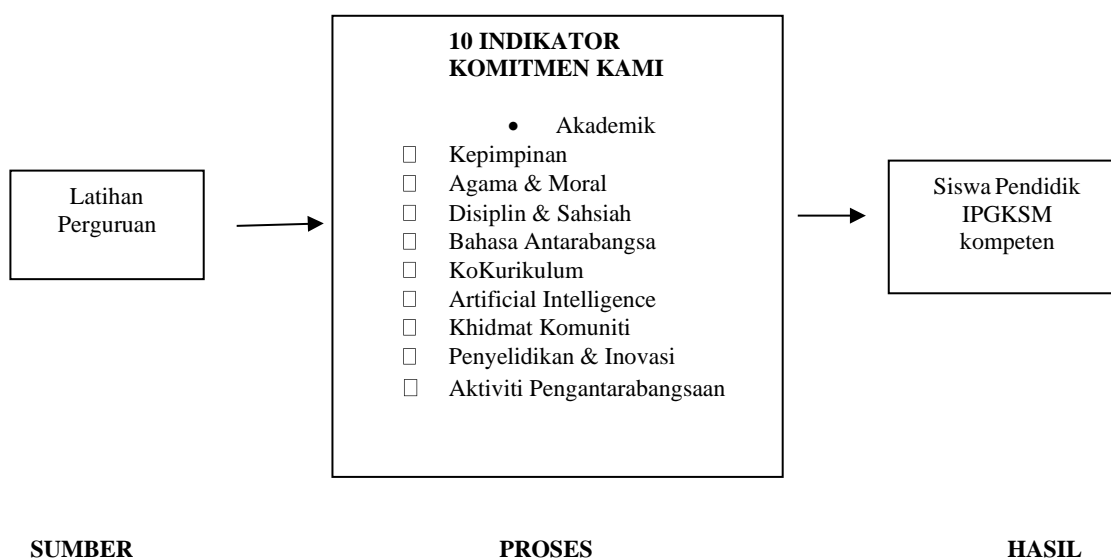 10 INDIKATOR
KOMITMEN KAMI
• Akademik
Kepimpinan
Agama & Moral
Disiplin & Sahsiah
Bahasa Antarabangsa
KoKurikulum
Artificial Intelligence
Khidmat Komuniti
Penyelidikan & Inovasi
Aktiviti Pengantarabangsaan
Latihan
Perguruan
Siswa Pendidik
IPGKSM
kompeten
SUMBER
PROSES
HASIL